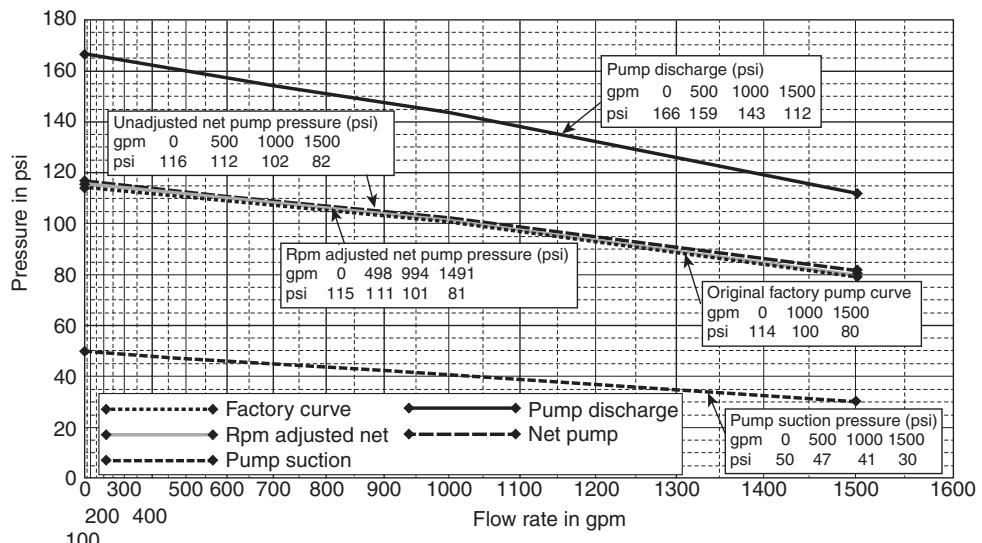 180
160
140
120
100
80
60
40
20
0
Pressure in psi
Pump discharge (psi)
gpm 0 500 1000 1500
psi 166 159 143 112
Unadjusted net pump pressure (psi)
gpm 0 500 1000 1500
psi 116 112 102 82
Rpm adjusted net pump pressure (psi)
gpm 0 498 994 1491
psi 115 111 101 81
Original factory pump curve
gpm 0 1000 1500
psi 114 100 80
Pump suction pressure (psi)
gpm 0 500 1000 1500
psi 50 47 41 30
Factory curve
Pump discharge
Rpm adjusted net
Net pump
Pump suction
0 300 500 600 700 800 900 1000 1100 1200 1300 1400 1500 1600
200 400
100
Flow rate in gpm